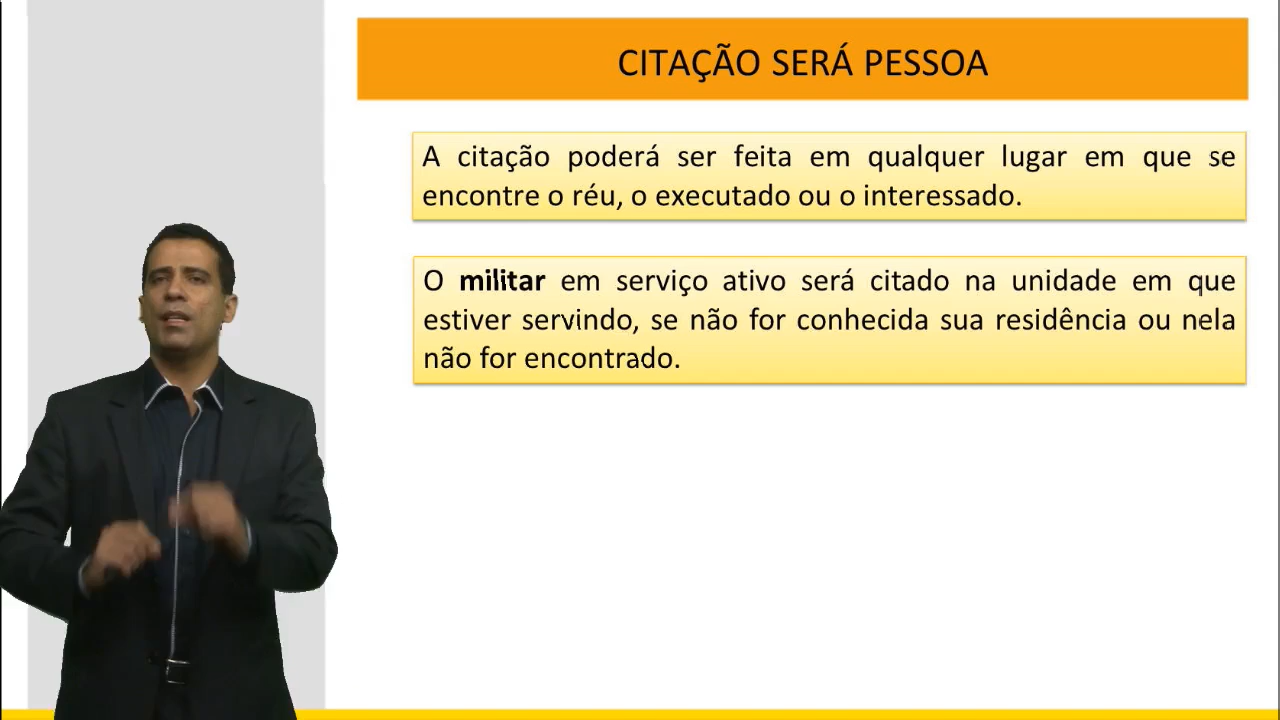 CITAÇÃO SERÁ PESSOA
A citação poderá ser feita em qualquer lugar em que se
encontre o réu, o executado ou o interessado.
O militar em serviço ativo será citado na unidade em que
estiver servindo, se não for conhecida sua residência ou nela
não for encontrado.